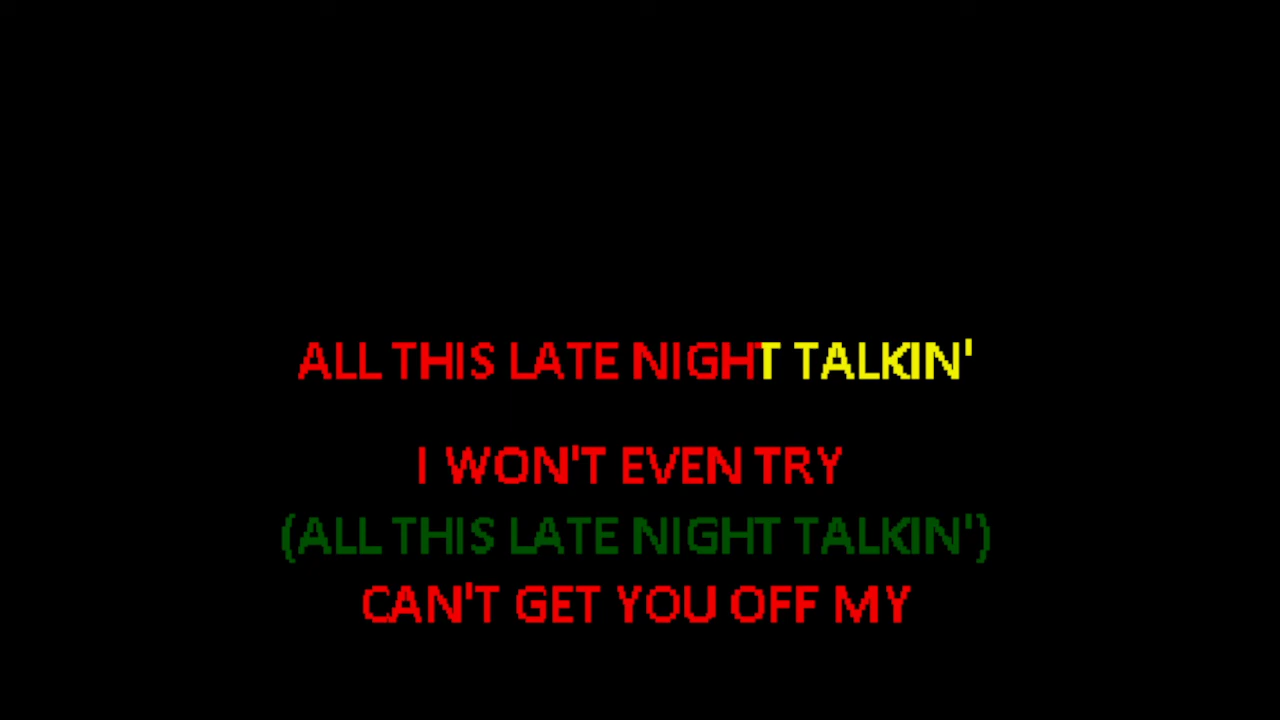 ALL THIS LATE NIGHT TALKIN'
I WON'T EVEN TRY
(ALL THIS LATE NIGHT TALKIN')
CAN'T GET YOU OFF MY